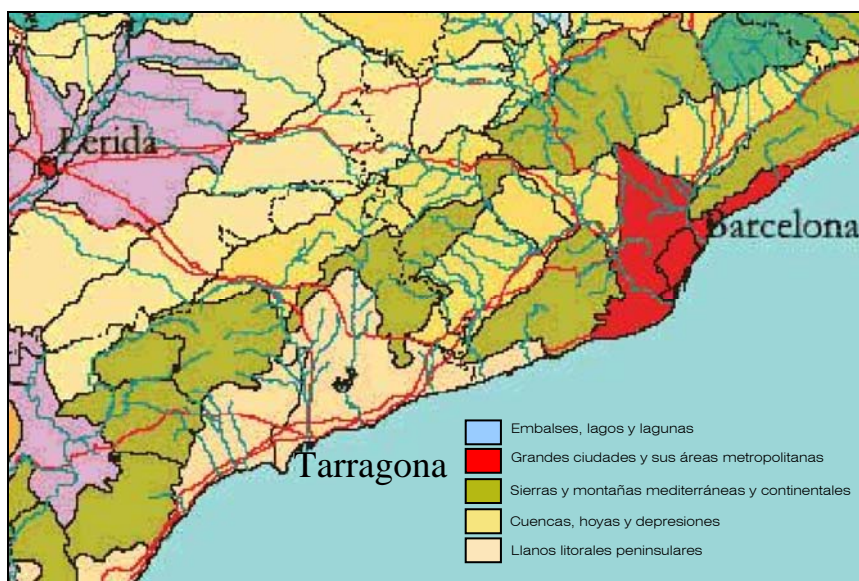 Lérida
Barcelona
Tarragona
Embalses, lagos y lagunas
Grandes ciudades y sus áreas metropolitanas
Sierras y montañas mediterráneas y continentales
Cuencas, hoyas y depresiones
Llanos litorales peninsulares